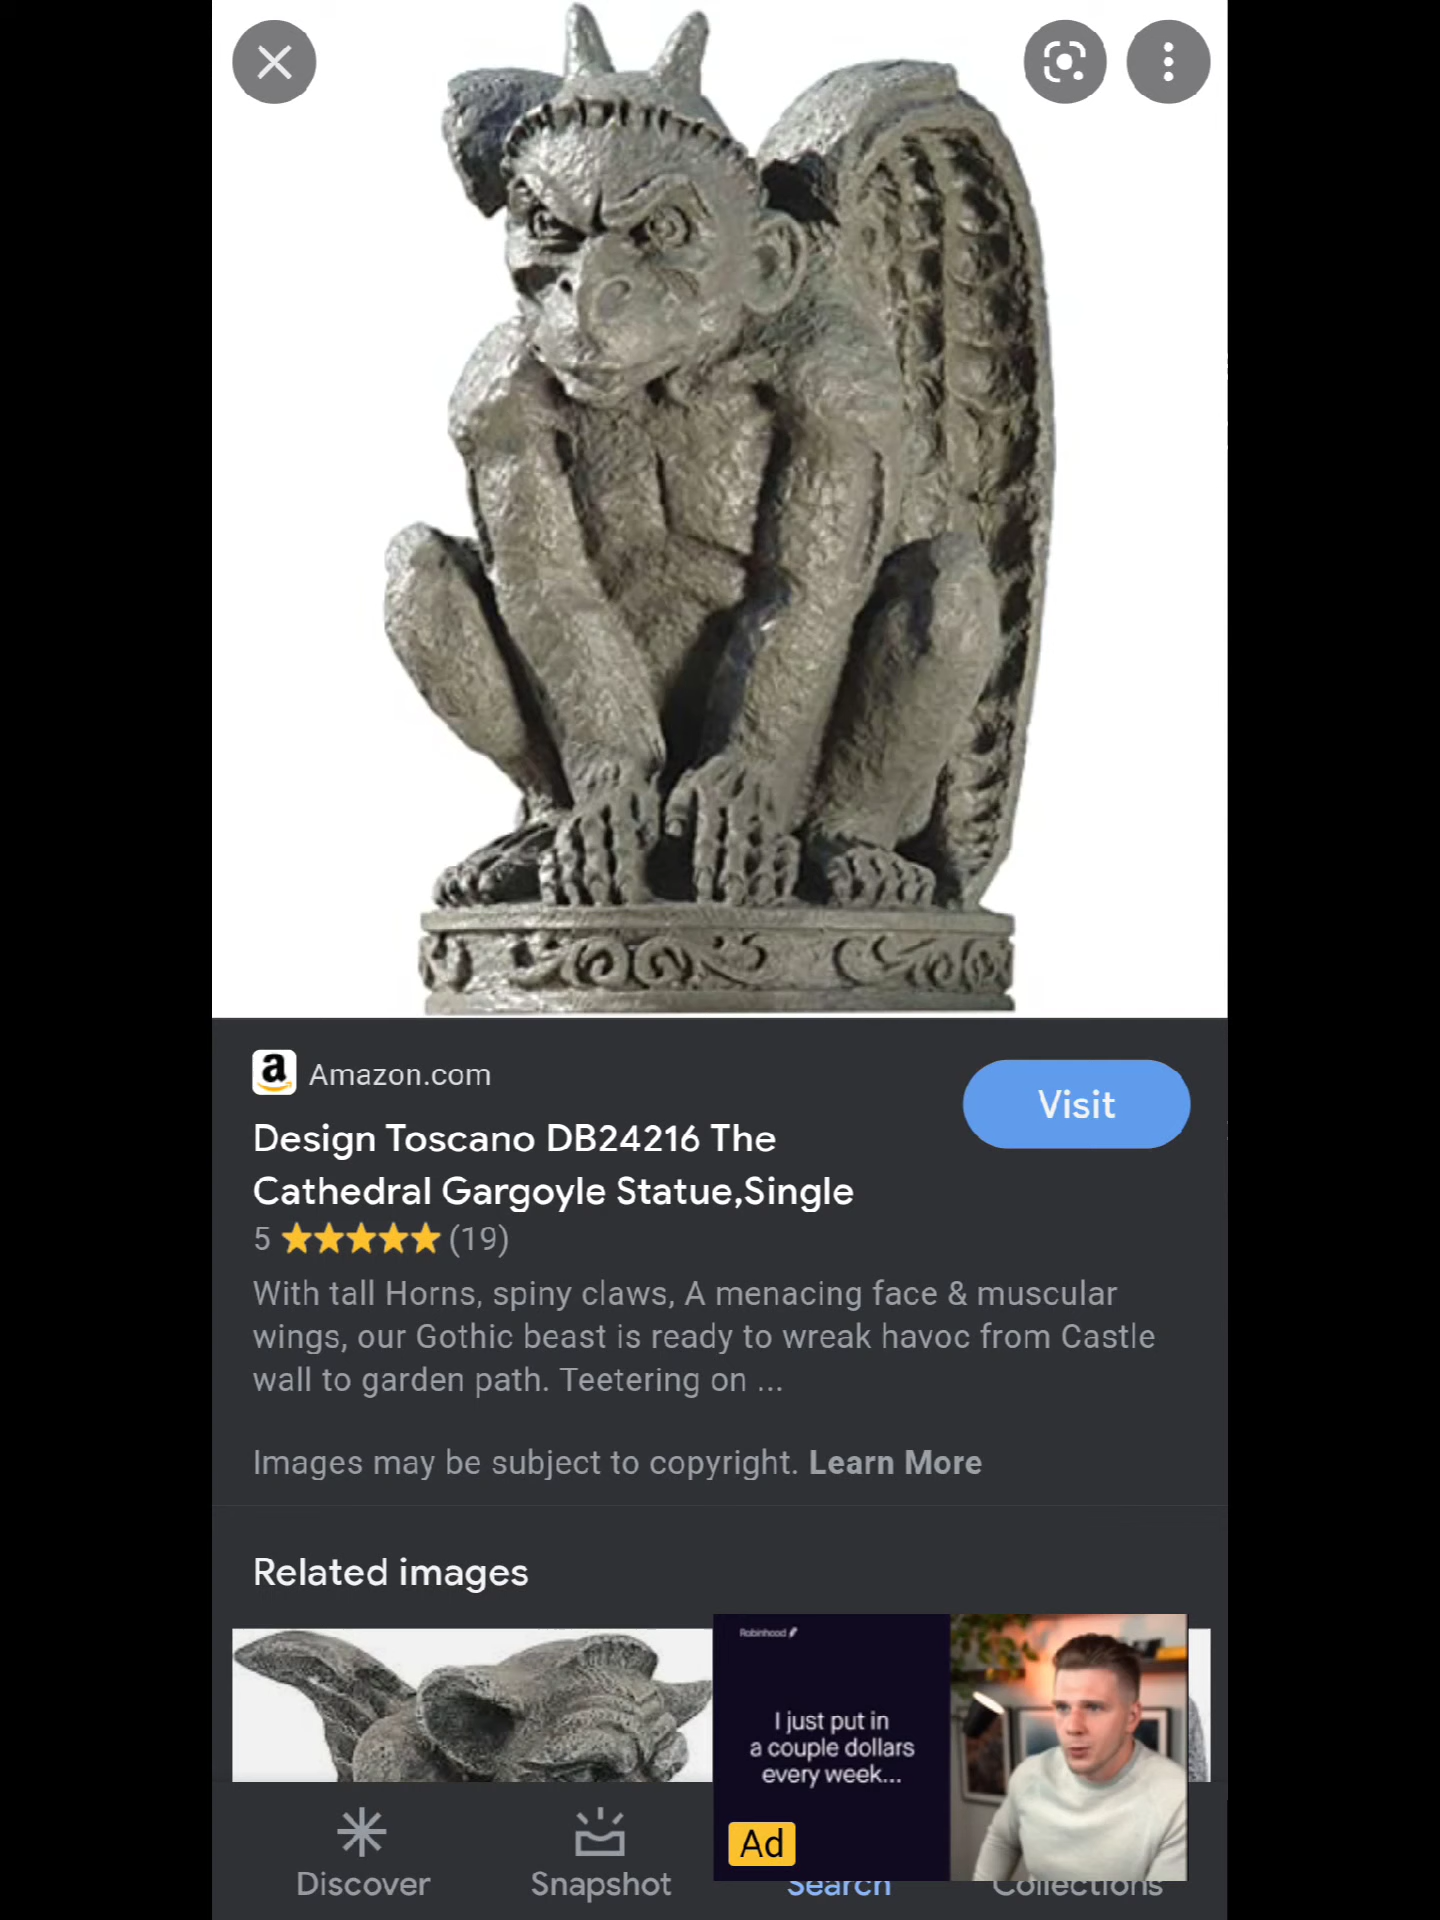 Amazon.com
Visit
Design Toscano DB24216 The
Cathedral Gargoyle Statue,Single
5 ★★★★★ (19)
With tall Horns, spiny claws, A menacing face & muscular
wings, our Gothic beast is ready to wreak havoc from Castle
wall to garden path. Teetering on ...
Images may be subject to copyright. Learn More
Related images
Robinhood
I just put in
a couple dollars
every week...
Ad
Discover
Snapshot
Search
Collections